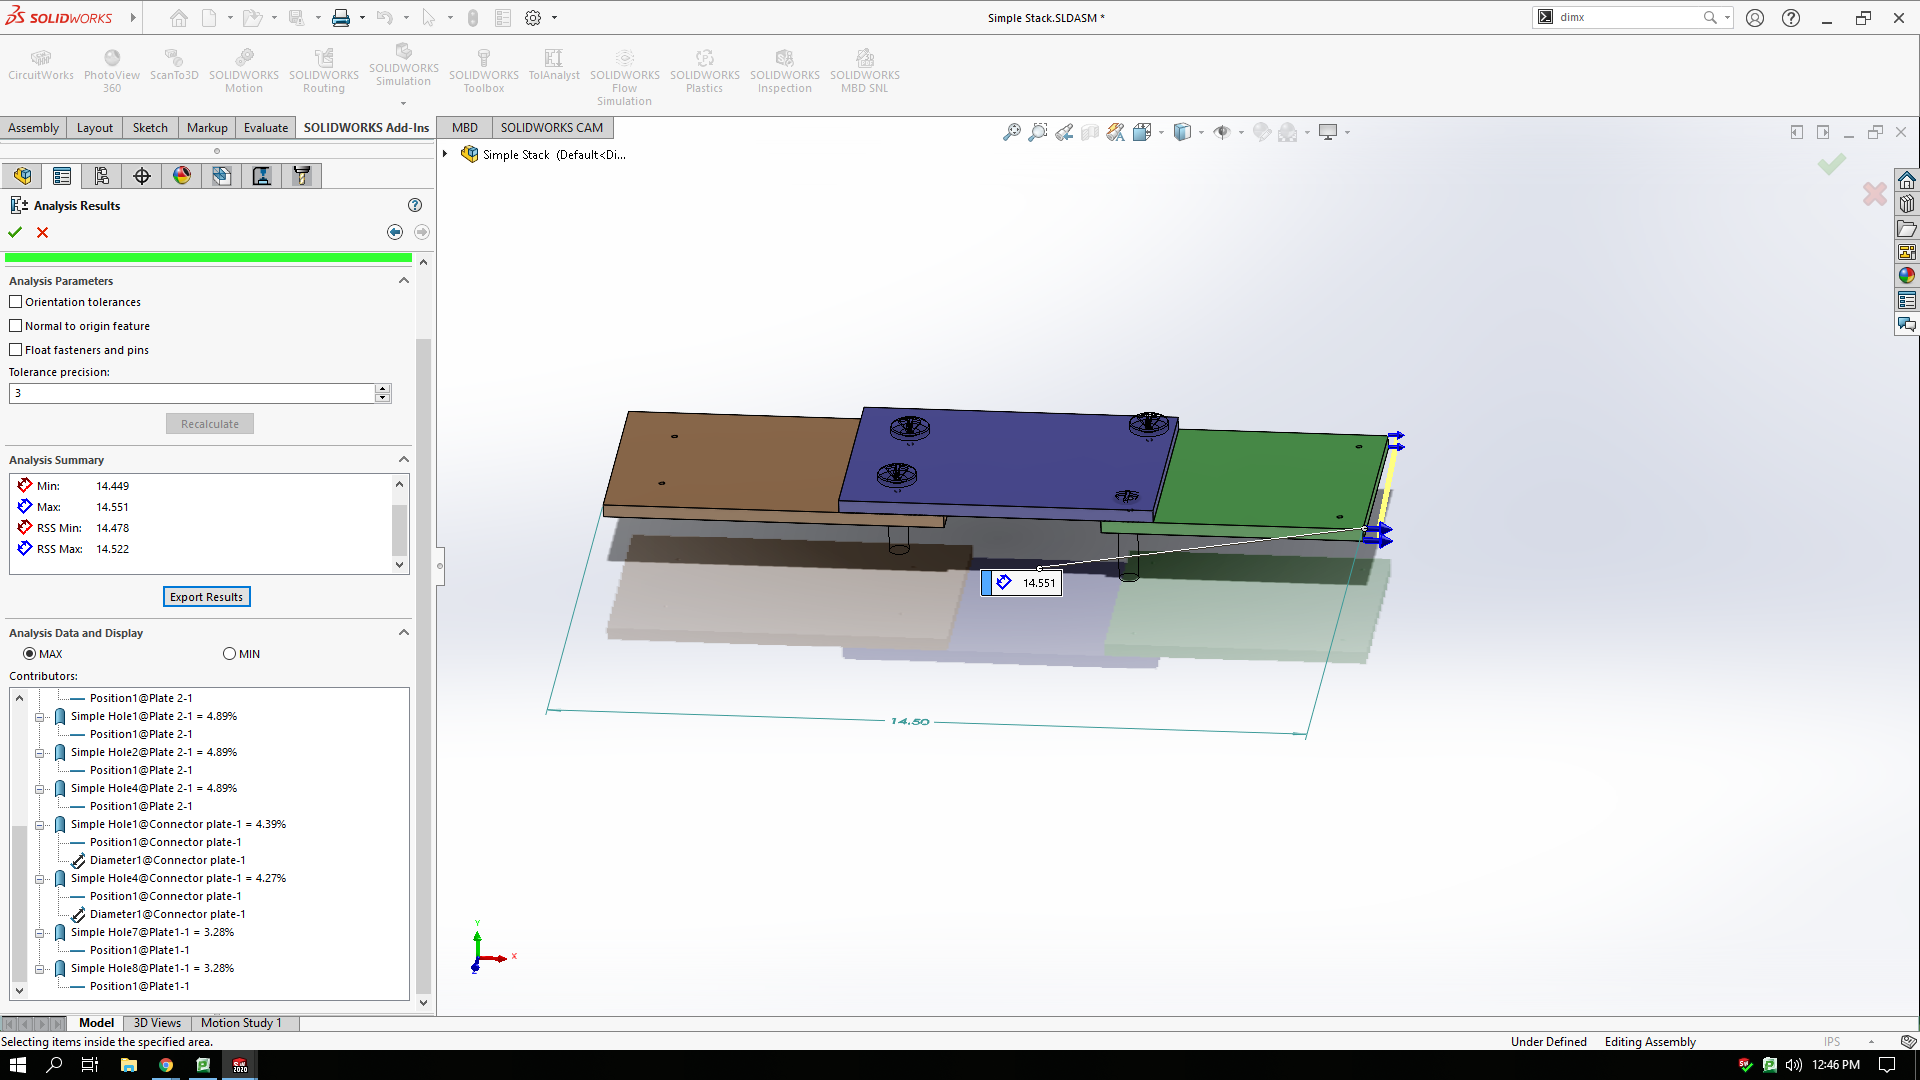 SOLIDWORKS
Simple Stack.SLDASM *
dimx
CircuitWorks
PhotoView
360
ScanTo3D
SOLIDWORKS
Motion
SOLIDWORKS
Routing
SOLIDWORKS
Simulation
SOLIDWORKS
Toolbox
TolAnalyst
SOLIDWORKS
Flow
Simulation
SOLIDWORKS
Plastics
SOLIDWORKS
Inspection
SOLIDWORKS
MBD SNL
Assembly
Layout
Sketch
Markup
Evaluate
SOLIDWORKS Add-Ins
MBD
SOLIDWORKS CAM
Simple Stack (Default<Di...
Analysis Results
Analysis Parameters
Orientation tolerances
Normal to origin feature
Float fasteners and pins
Tolerance precision:
3
Recalculate
Analysis Summary
Min: 14.449
Max: 14.551
RSS Min: 14.478
RSS Max: 14.522
Export Results
Analysis Data and Display
MAX
MIN
Contributors:
Position1@Plate 2-1
Simple Hole1@Plate 2-1 = 4.89%
Position1@Plate 2-1
Simple Hole2@Plate 2-1 = 4.89%
Position1@Plate 2-1
Simple Hole4@Plate 2-1 = 4.89%
Position1@Plate 2-1
Simple Hole1@Connector plate-1 = 4.39%
Position1@Connector plate-1
Diameter1@Connector plate-1
Simple Hole4@Connector plate-1 = 4.27%
Position1@Connector plate-1
Diameter1@Connector plate-1
Simple Hole7@Plate1-1 = 3.28%
Position1@Plate1-1
Simple Hole8@Plate1-1 = 3.28%
Position1@Plate1-1
14.551
14.50
Y
X
Z
Model
3D Views
Motion Study 1
Selecting items inside the specified area.
Under Defined
Editing Assembly
IPS
SW
2020
12:46 PM